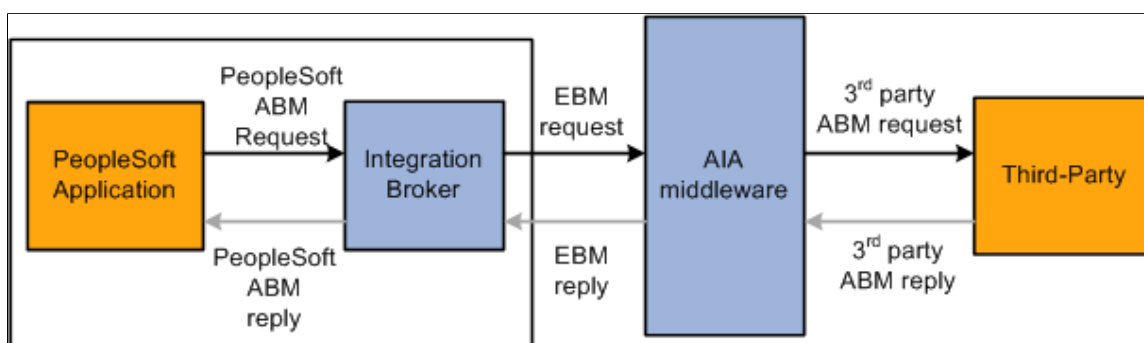 PeopleSoft
ABM
Request
EBM
request
3rd party
ABM request
PeopleSoft
Application
Integration
Broker
AIA
middleware
Third-Party
PeopleSoft
ABM
reply
EBM
reply
3rd party
ABM reply